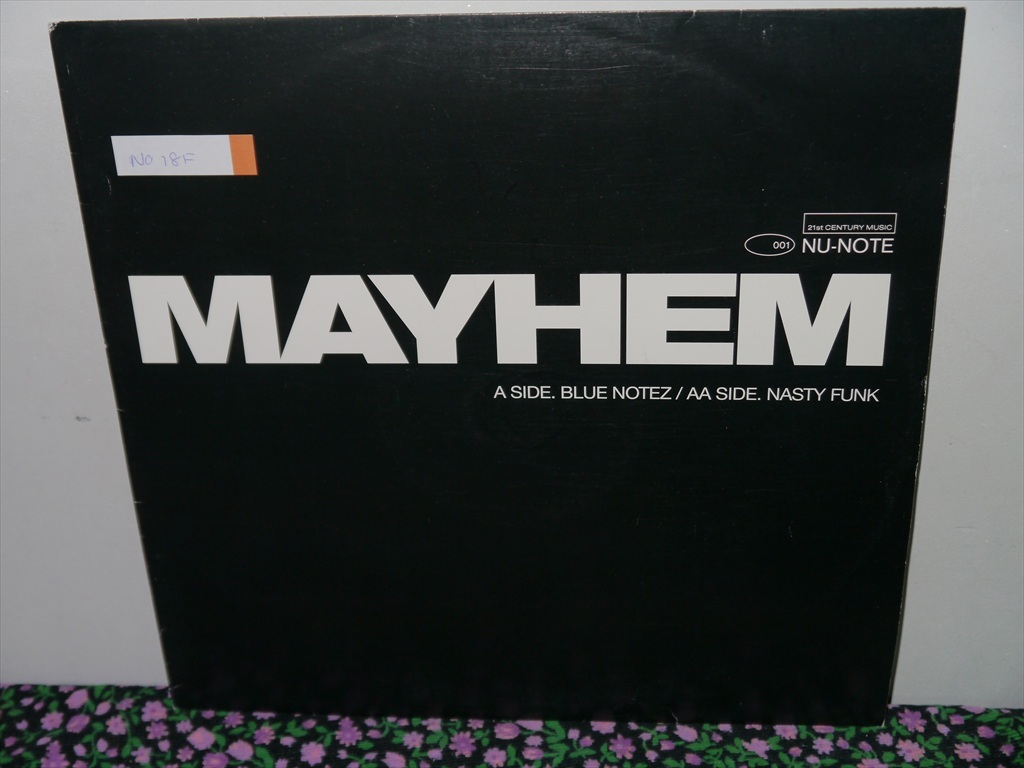 NO 18F
21st CENTURY MUSIC
001 NU-NOTE
MAYHEM
A SIDE. BLUE NOTEZ / AA SIDE. NASTY FUNK